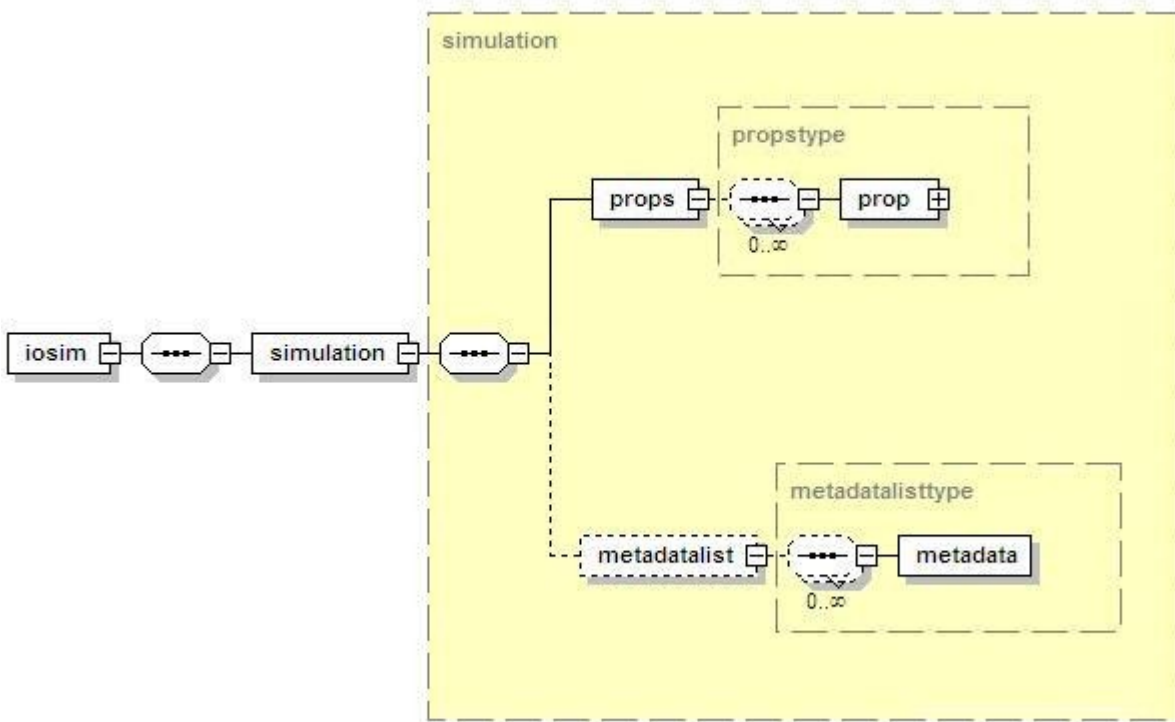 simulation
propstype
props
prop
0..∞
iosim
simulation
metadatalisttype
metadatalist
metadata
0..∞